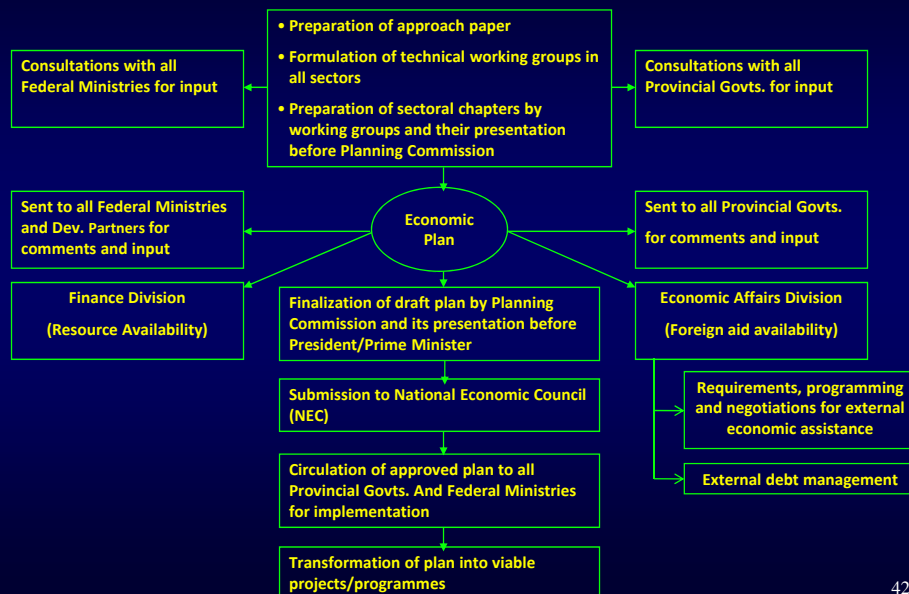 • Preparation of approach paper
• Formulation of technical working groups in
all sectors
• Preparation of sectoral chapters by
working groups and their presentation
before Planning Commission
Consultations with all
Federal Ministries for input
Consultations with all
Provincial Govts. for input
Sent to all Federal Ministries
and Dev. Partners for
comments and input
Economic
Plan
Sent to all Provincial Govts.
for comments and input
Finance Division
(Resource Availability)
Finalization of draft plan by Planning
Commission and its presentation before
President/Prime Minister
Economic Affairs Division
(Foreign aid availability)
Submission to National Economic Council
(NEC)
Requirements, programming
and negotiations for external
economic assistance
Circulation of approved plan to all
Provincial Govts. And Federal Ministries
for implementation
External debt management
Transformation of plan into viable
projects/programmes
42